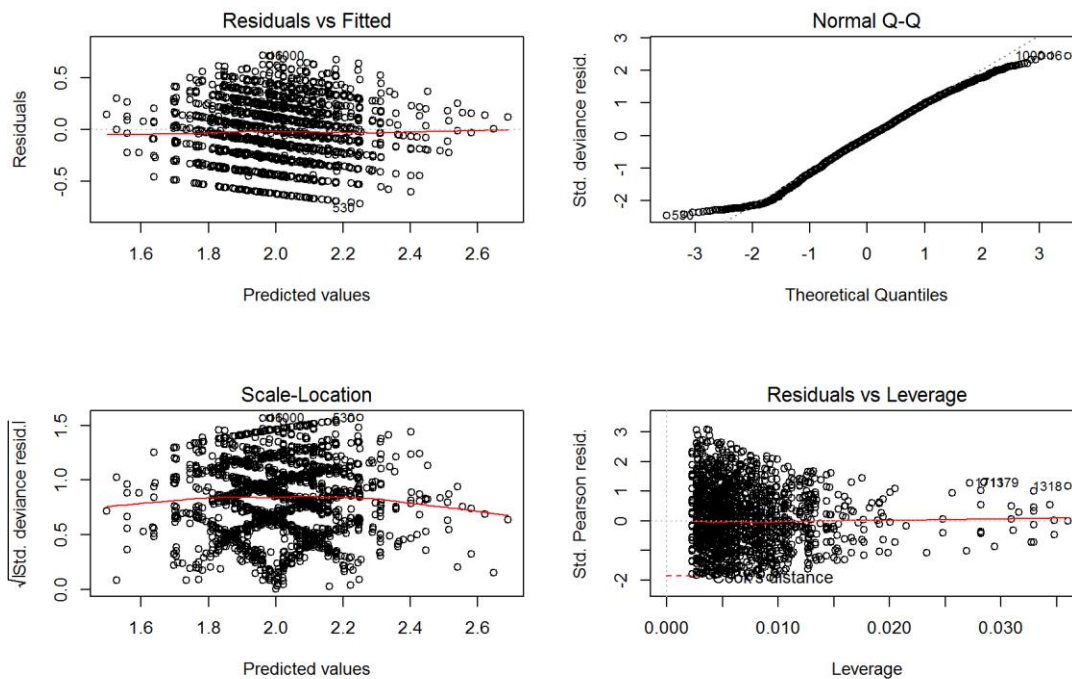 Residuals vs Fitted
Residuals
0.5
0.0
-0.5
530
1.6 1.8 2.0 2.2 2.4 2.6
Predicted values
Normal Q-Q
Std. deviance resid.
3
2
1
0
-1
-2
-3 -2 -1 0 1 2 3
Theoretical Quantiles
Scale-Location
√|Std. deviance resid.|
1.5
1.0
0.5
0.0
1.6 1.8 2.0 2.2 2.4 2.6
Predicted values
Residuals vs Leverage
Std. Pearson resid.
3
2
1
0
-2
1318
Cook's distance
0.000 0.010 0.020 0.030
Leverage